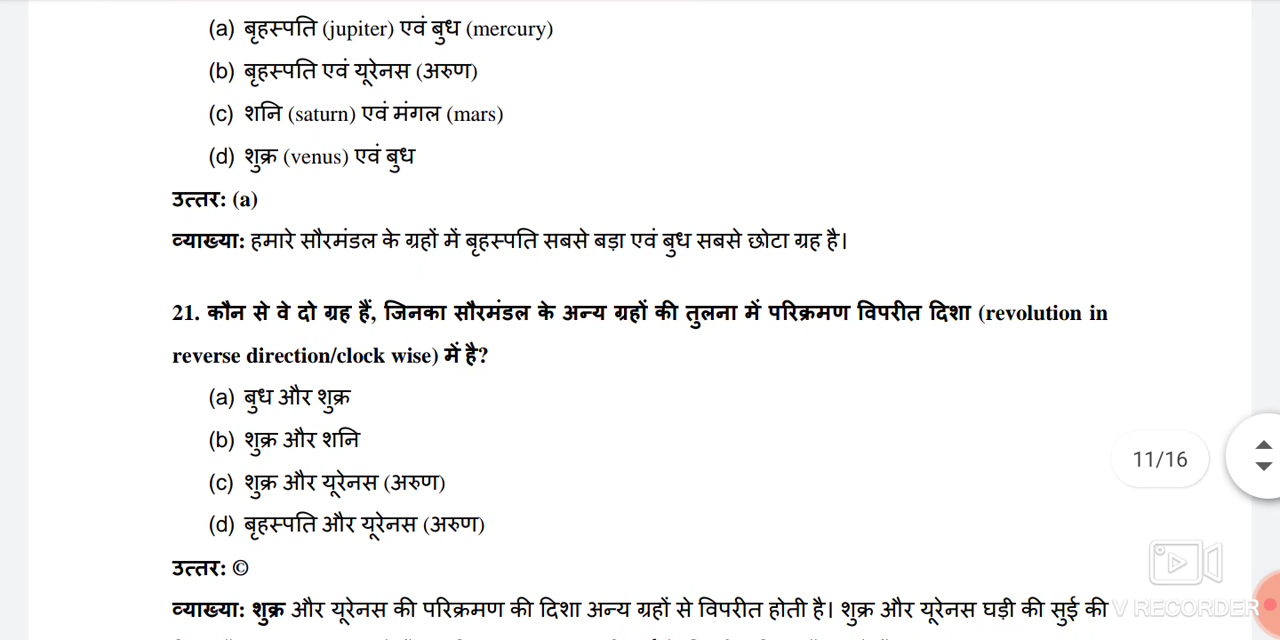 (a) बृहस्पति (jupiter) एवं बुध (mercury)
(b) बृहस्पति एवं यूरेनस (अरुण)
(c) शनि (saturn) एवं मंगल (mars)
(d) शुक्र (venus) एवं बुध
उत्तर: (a)
व्याख्या: हमारे सौरमंडल के ग्रहों में बृहस्पति सबसे बड़ा एवं बुध सबसे छोटा ग्रह है।
21. कौन से वे दो ग्रह हैं, जिनका सौरमंडल के अन्य ग्रहों की तुलना में परिक्रमण विपरीत दिशा (revolution in
reverse direction/clock wise) में है?
(a) बुध और शुक्र
(b) शुक्र और शनि
(c) शुक्र और यूरेनस (अरुण)
(d) बृहस्पति और यूरेनस (अरुण)
11/16
उत्तर: ©
व्याख्या: शुक्र और यूरेनस की परिक्रमण की दिशा अन्य ग्रहों से विपरीत होती है। शुक्र और यूरेनस घड़ी की सुई की
V RECORDER